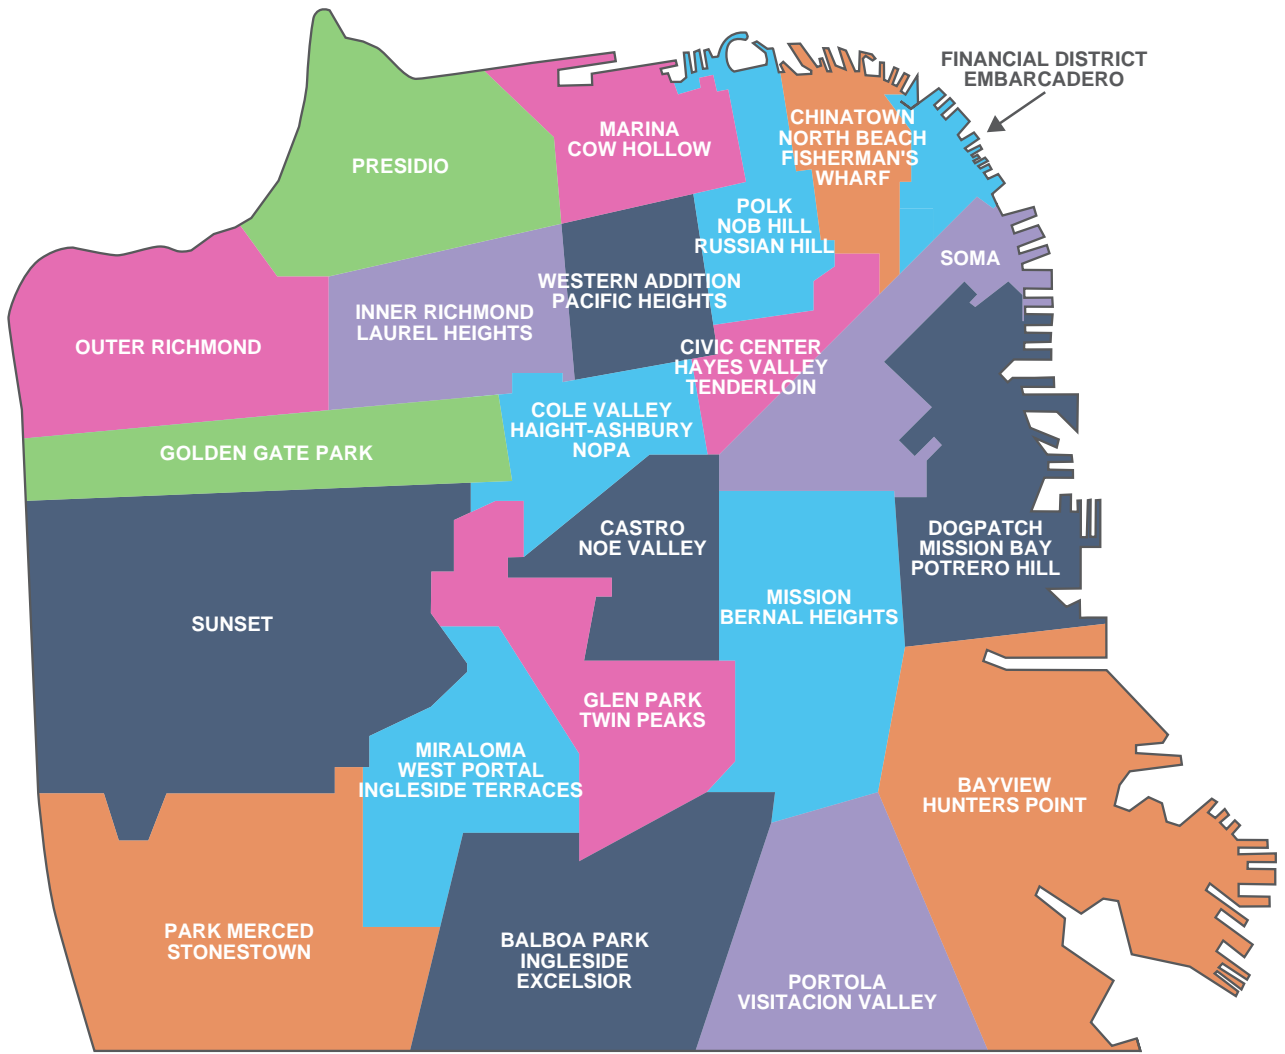 FINANCIAL DISTRICT
EMBARCADERO
MARINA
COW HOLLOW
CHINATOWN
NORTH BEACH
FISHERMAN'S
WHARF
PRESIDIO
POLK
NOB HILL
RUSSIAN HILL
SOMA
WESTERN ADDITION
PACIFIC HEIGHTS
INNER RICHMOND
LAUREL HEIGHTS
OUTER RICHMOND
CIVIC CENTER
HAYES VALLEY
TENDERLOIN
COLE VALLEY
HAIGHT-ASHBURY
NOPA
GOLDEN GATE PARK
CASTRO
NOE VALLEY
DOGPATCH
MISSION BAY
POTRERO HILL
MISSION
BERNAL HEIGHTS
SUNSET
GLEN PARK
TWIN PEAKS
MIRALOMA
WEST PORTAL
INGLESIDE TERRACES
BAYVIEW
HUNTERS POINT
PARK MERCED
STONESTOWN
BALBOA PARK
INGLESIDE
EXCELSIOR
PORTOLA
VISITACION VALLEY